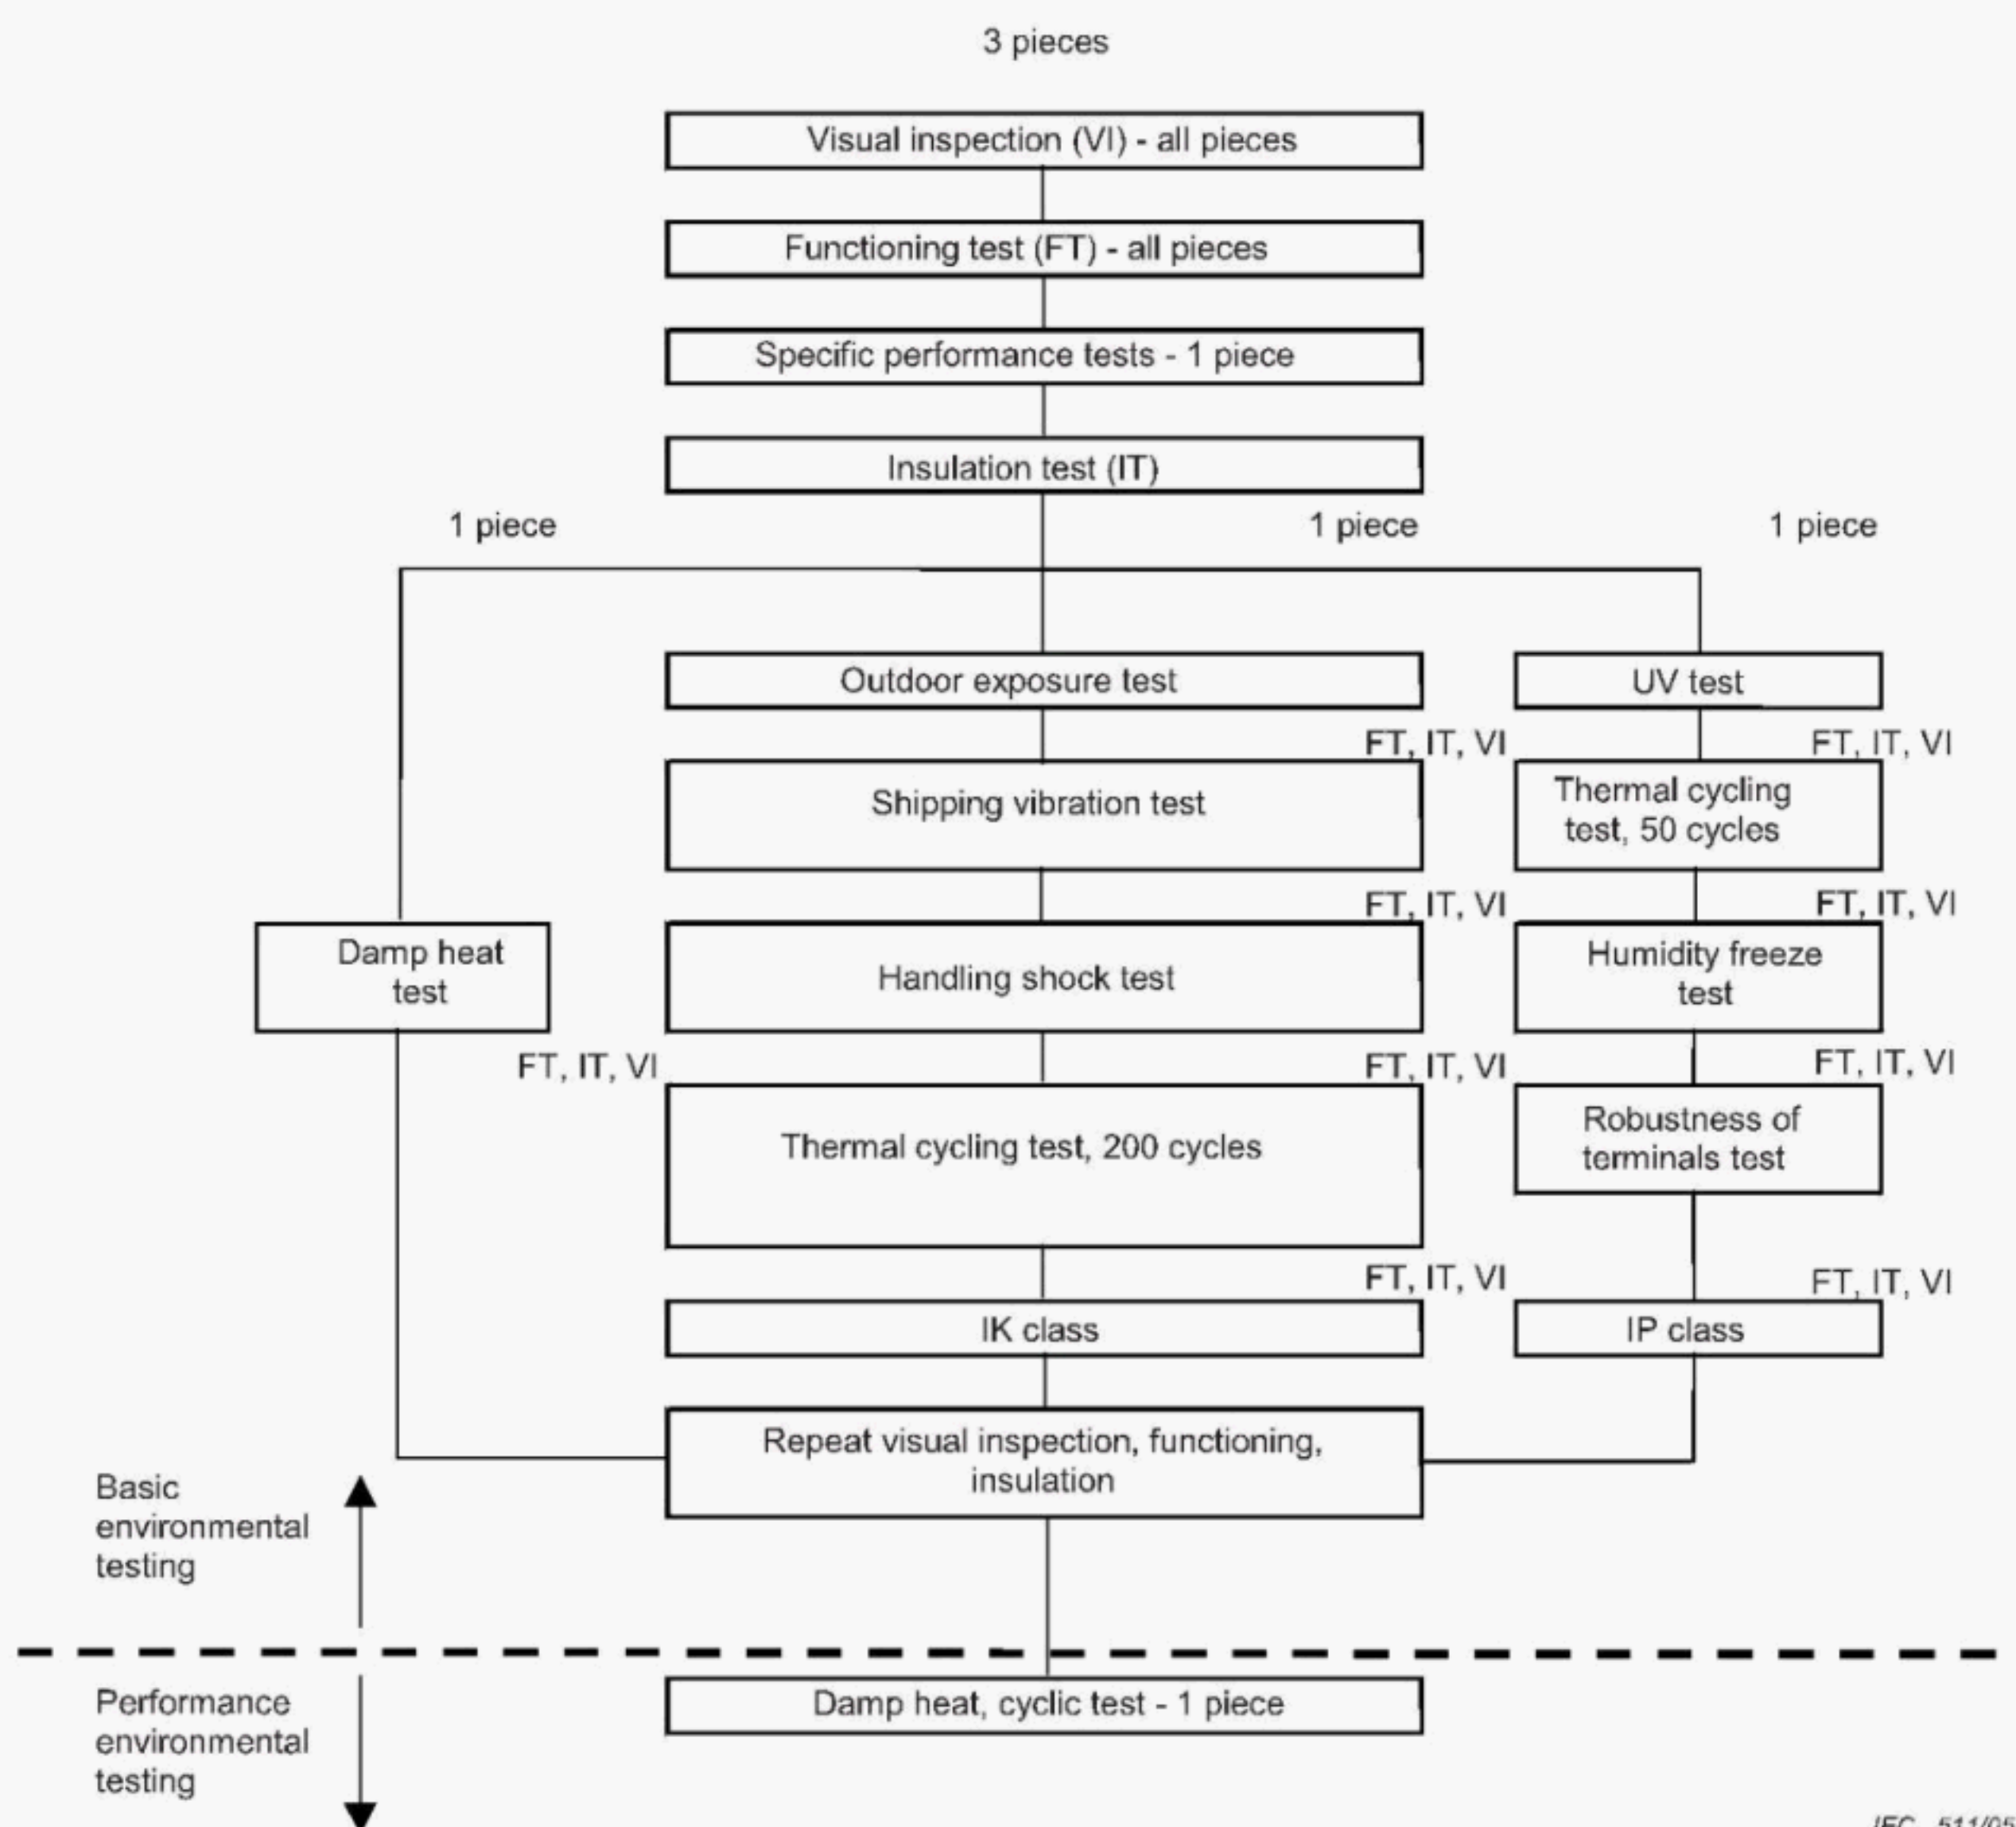 3 pieces
Visual inspection (VI) - all pieces
Functioning test (FT) - all pieces
Specific performance tests - 1 piece
Insulation test (IT)
1 piece
1 piece
1 piece
Outdoor exposure test
UV test
FT, IT, VI
FT, IT, VI
Shipping vibration test
Thermal cycling
test, 50 cycles
FT, IT, VI
FT, IT, VI
Damp heat
test
Handling shock test
Humidity freeze
test
FT, IT, VI
FT, IT, VI
FT, IT, VI
Thermal cycling test, 200 cycles
Robustness of
terminals test
FT, IT, VI
FT, IT, VI
IK class
IP class
Repeat visual inspection, functioning,
insulation
Basic
environmental
testing
Performance
environmental
testing
Damp heat, cyclic test - 1 piece
IEC 511/05